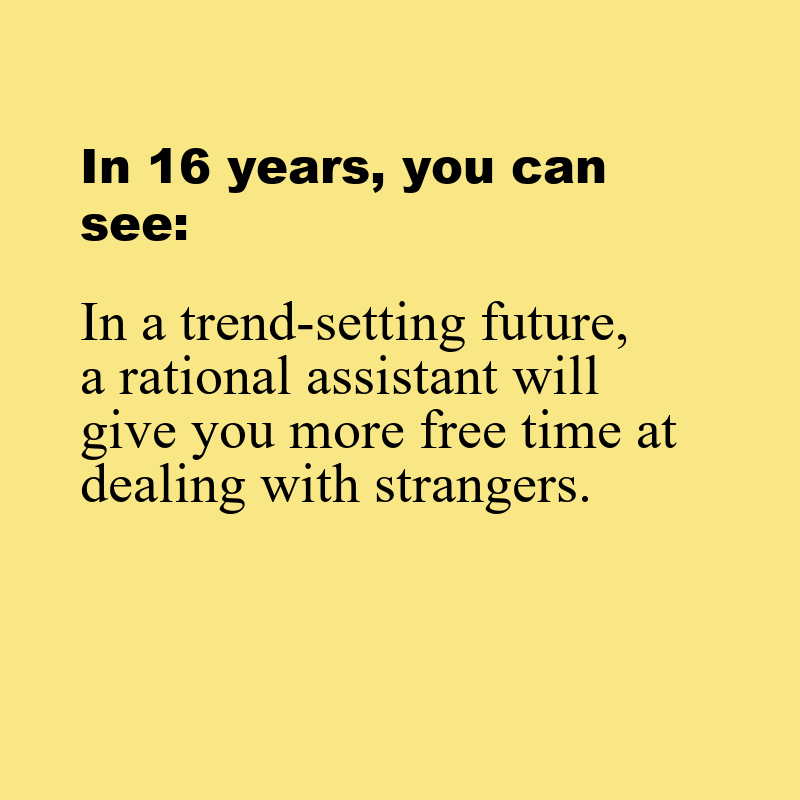 In 16 years, you can
see:
In a trend-setting future,
a rational assistant will
give you more free time at
dealing with strangers.